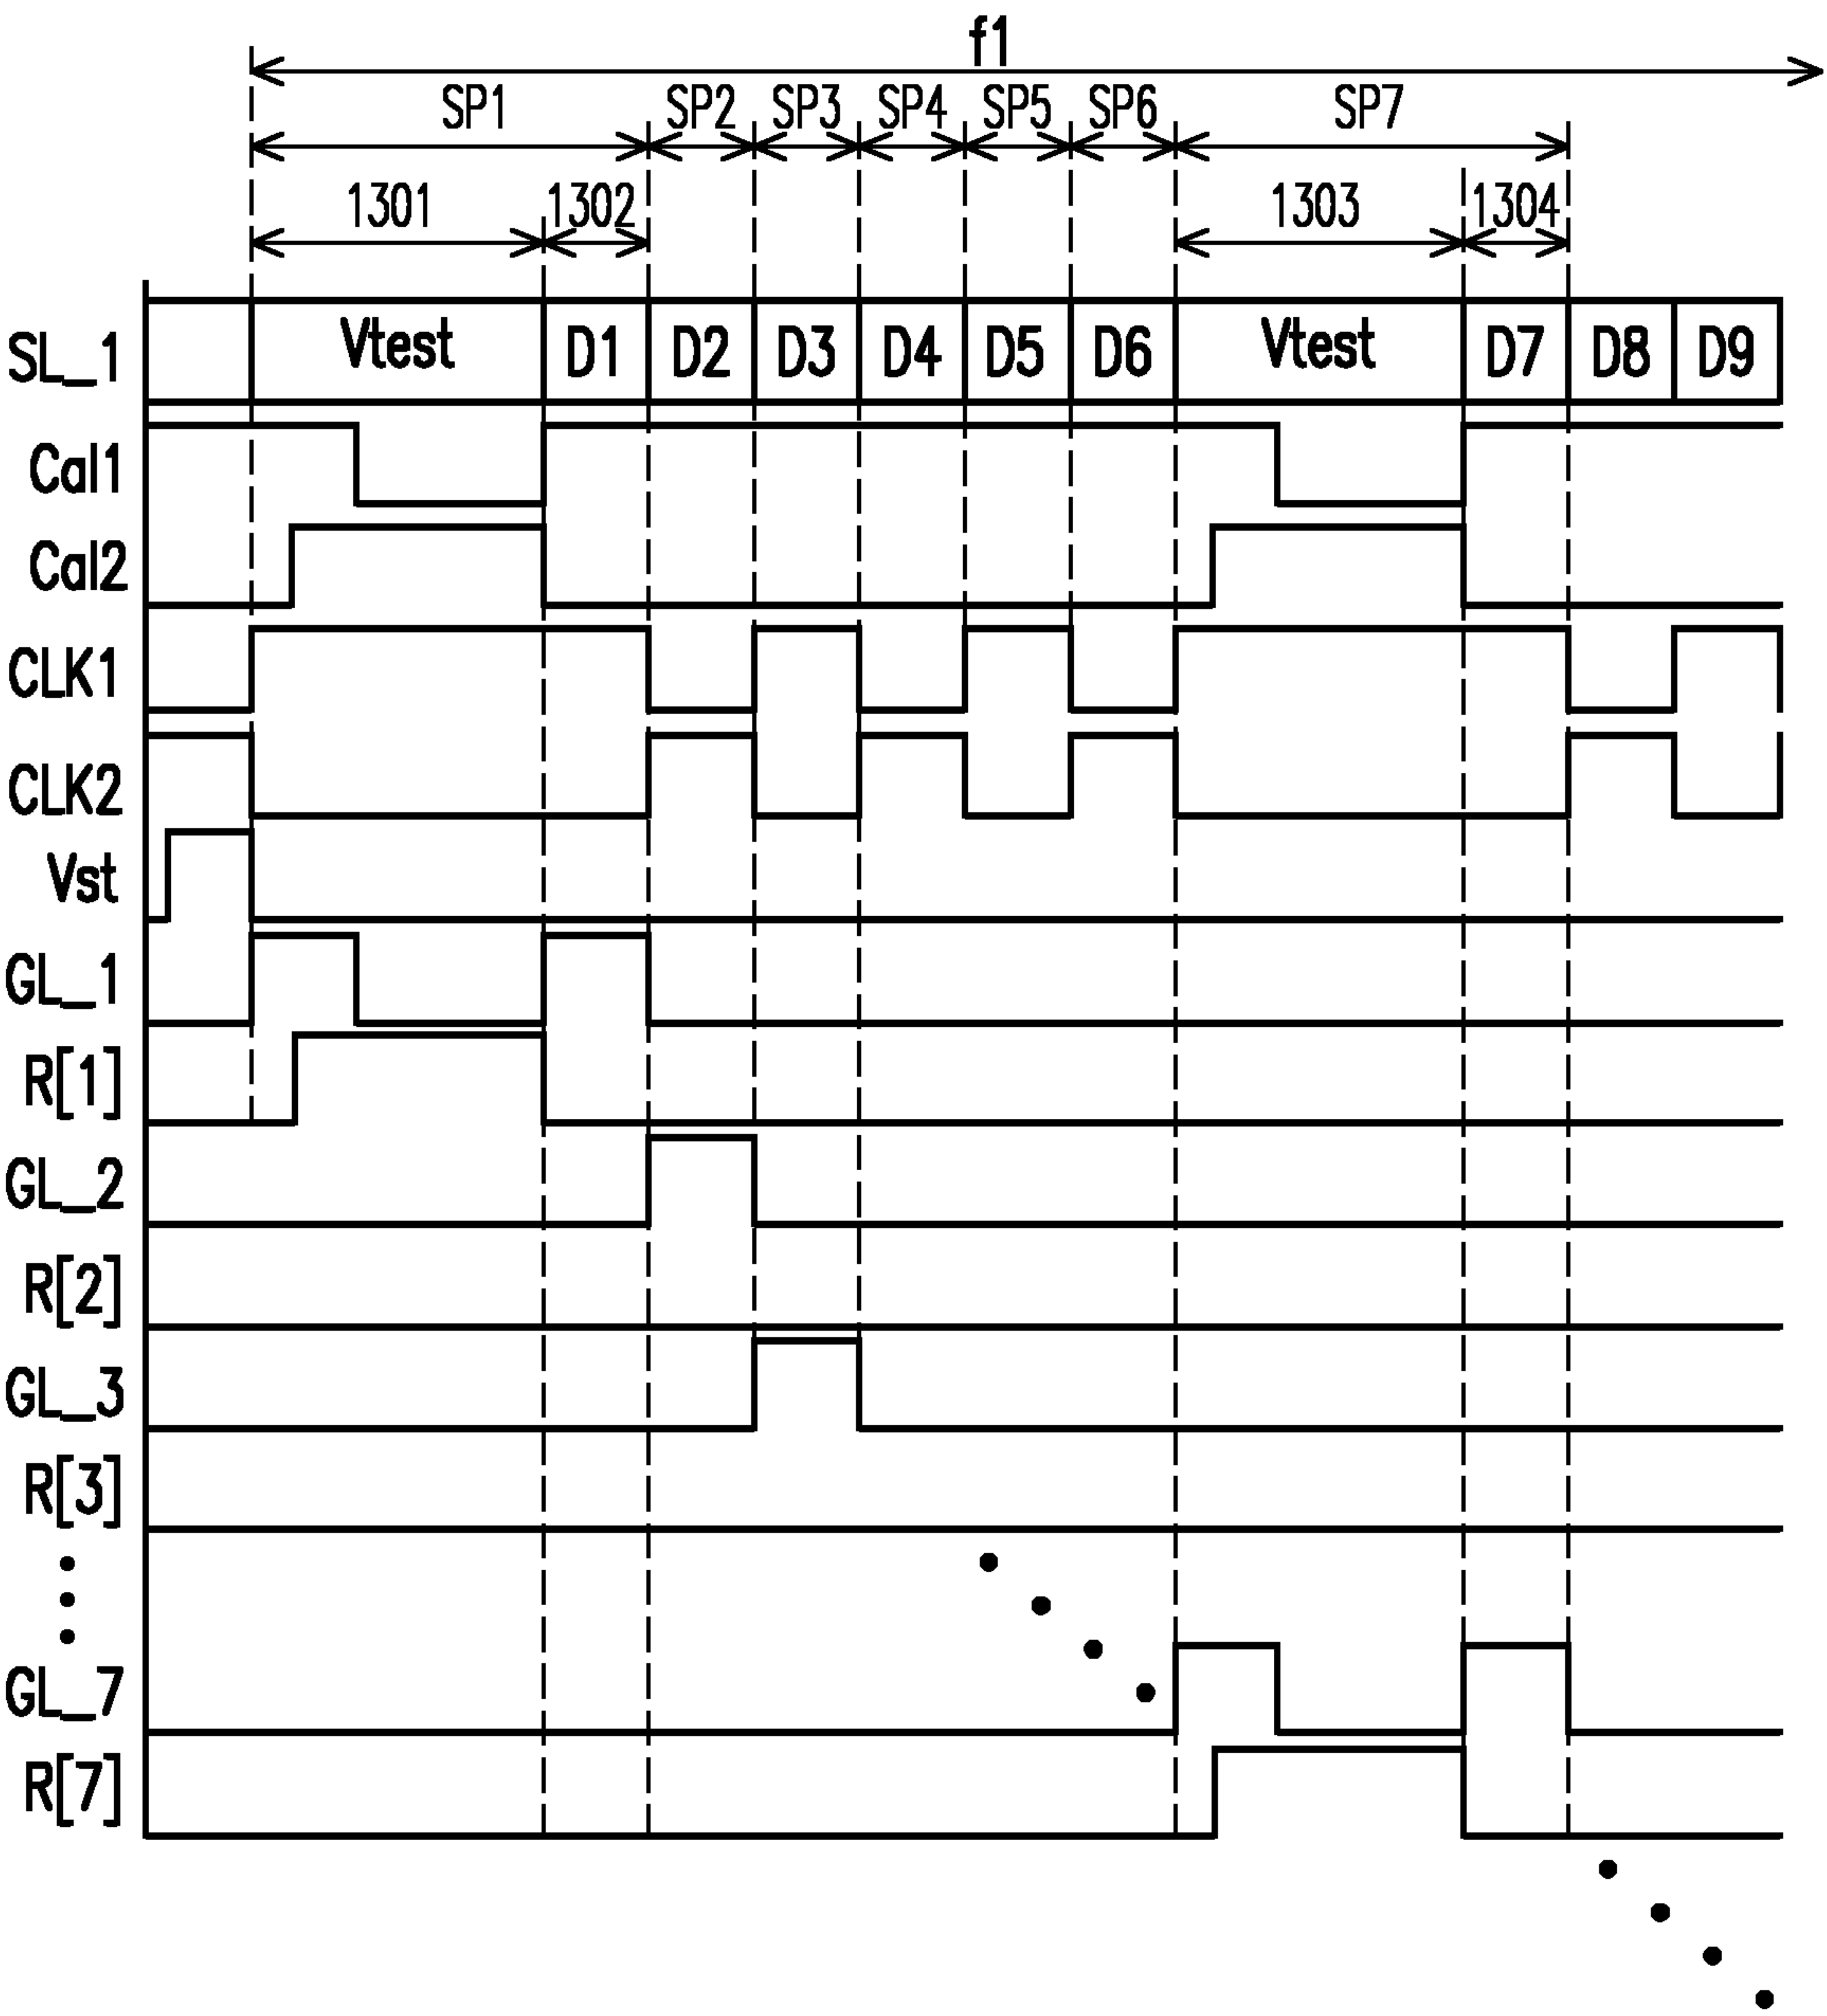 f1
SP1 SP2 SP3 SP4 SP5 SP6 SP7
1301 1302 1303 1304
SL_1 Vtest D1 D2 D3 D4 D5 D6 Vtest D7 D8 D9
Cal1
Cal2
CLK1
CLK2
Vst
GL_1
R[1]
GL_2
R[2]
GL_3
R[3]
GL_7
R[7]